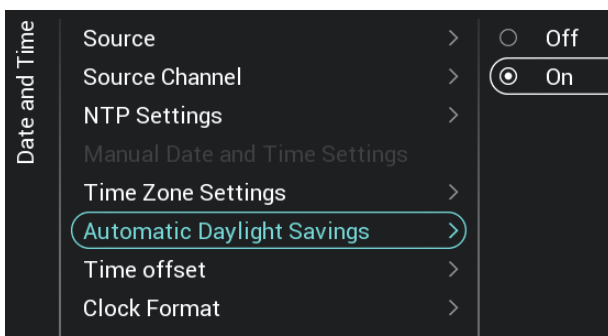 Date and Time
Source
Source Channel
NTP Settings
Manual Date and Time Settings
Time Zone Settings
Automatic Daylight Savings
Time offset
Clock Format
Off
On